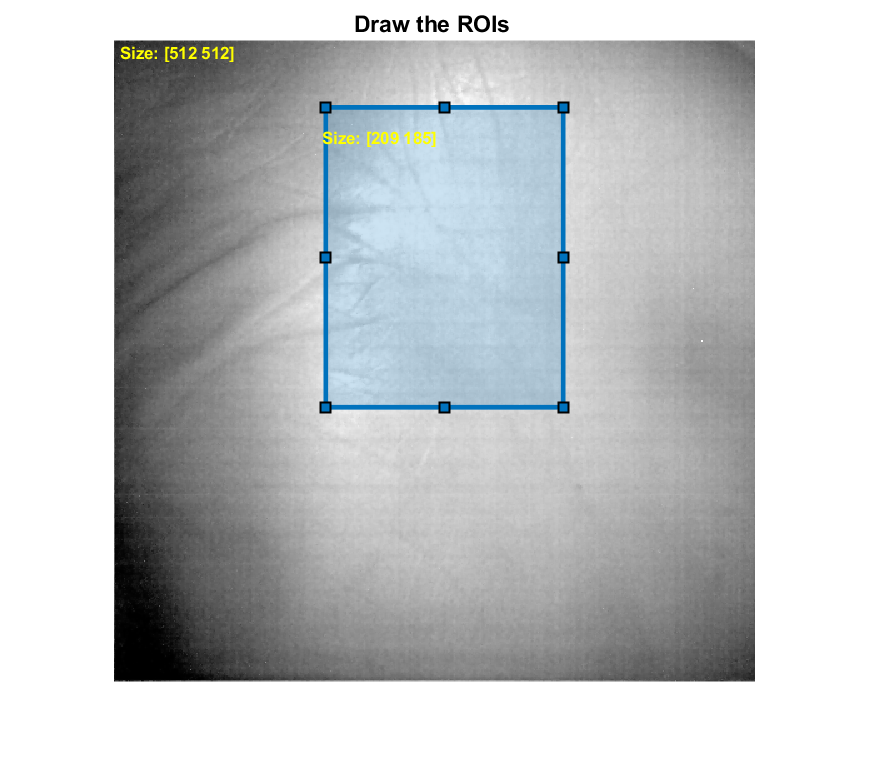 Draw the ROIs
Size: [512 512]
Size: [209 185]